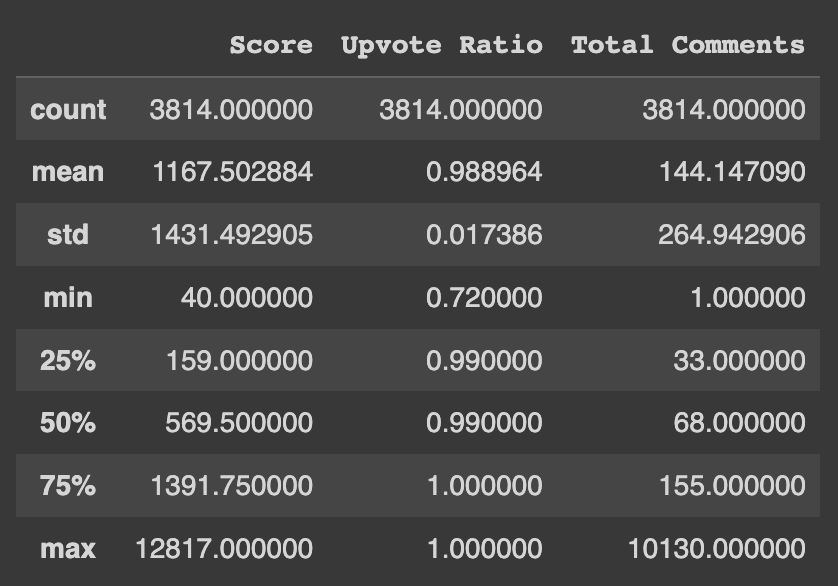 Score Upvote Ratio Total Comments
count 3814.000000 3814.000000 3814.000000
mean 1167.502884 0.988964 144.147090
std 1431.492905 0.017386 264.942906
min 40.000000 0.720000 1.000000
25% 159.000000 0.990000 33.000000
50% 569.500000 0.990000 68.000000
75% 1391.750000 1.000000 155.000000
max 12817.000000 1.000000 10130.000000